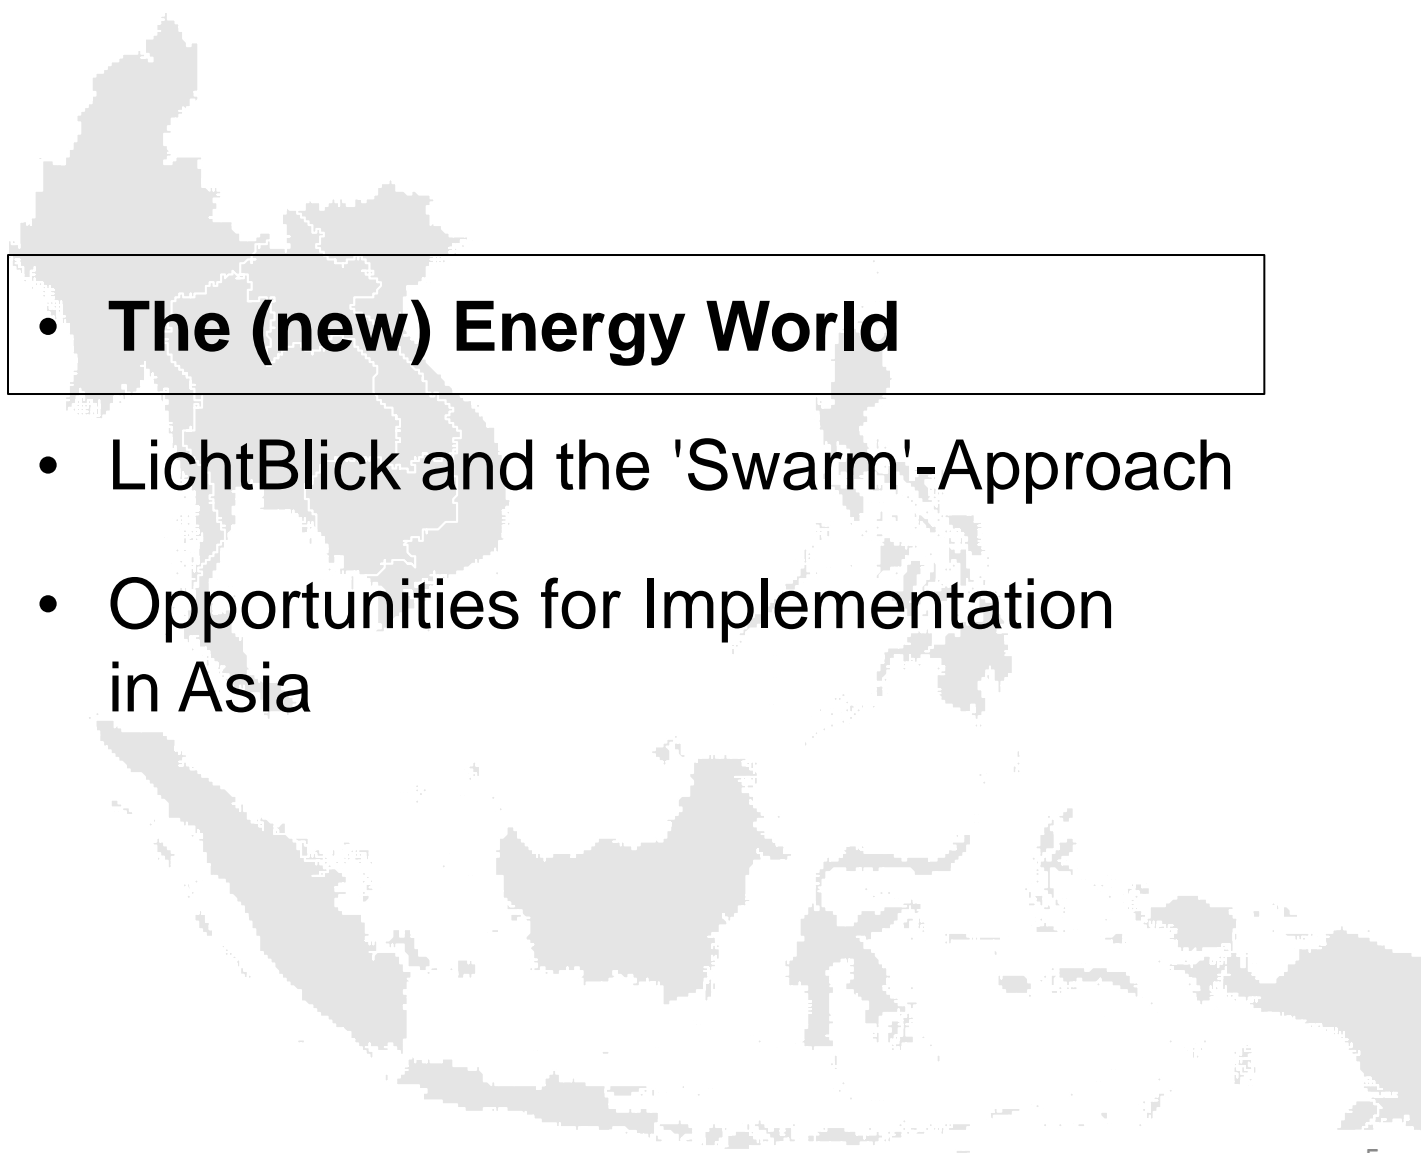 • The (new) Energy World
• LichtBlick and the 'Swarm'-Approach
• Opportunities for Implementation
in Asia